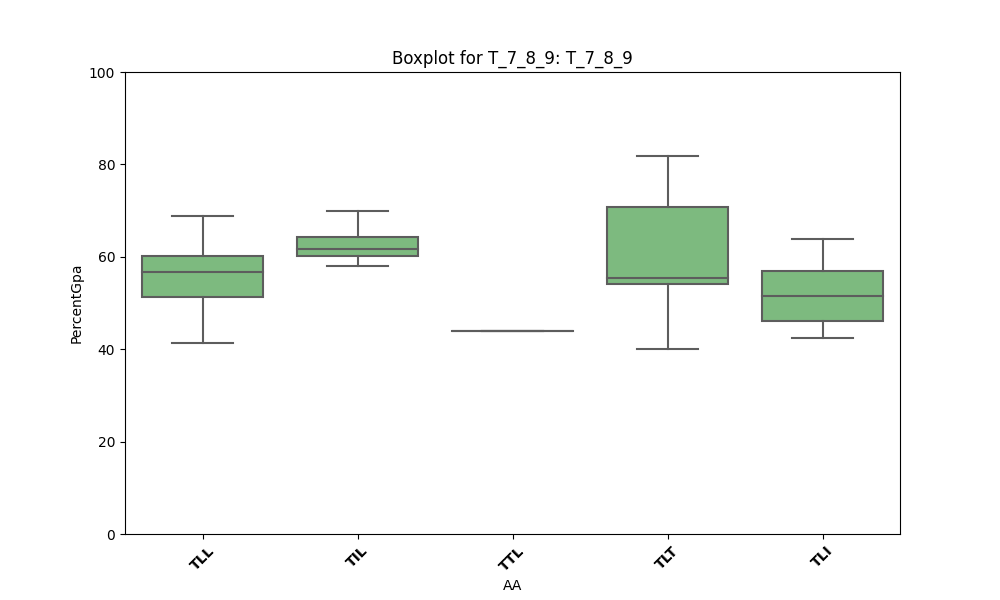 Boxplot for T_7_8_9: T_7_8_9
100
80
60
40
20
0
PercentGpa
TLL
TIL
TTL
TLT
TLI
AA